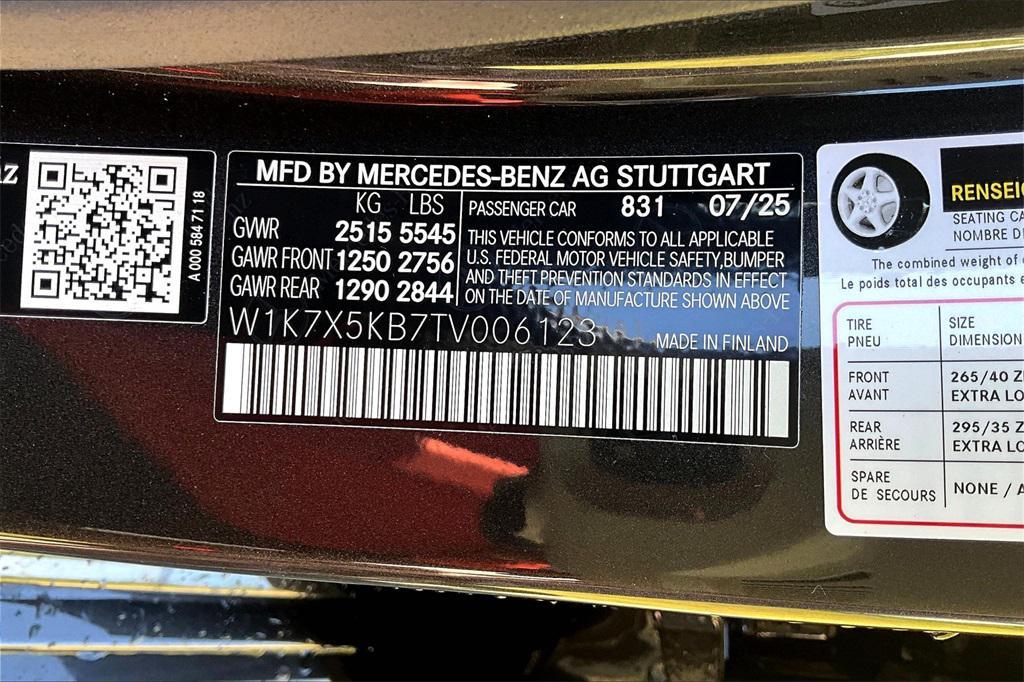 nz
A 000 584 71 18
MFD BY MERCEDES-BENZ AG STUTTGART
KG LBS
GVWR 2515 5545
GAWR FRONT 1250 2756
GAWR REAR 1290 2844
PASSENGER CAR 831 07/25
THIS VEHICLE CONFORMS TO ALL APPLICABLE
U.S. FEDERAL MOTOR VEHICLE SAFETY,BUMPER
AND THEFT PREVENTION STANDARDS IN EFFECT
ON THE DATE OF MANUFACTURE SHOWN ABOVE
W1K7X5KB7TV006123
MADE IN FINLAND
RENSEIG
SEATING CA
NOMBRE D
The combined weight of
Le poids total des occupants e
TIRE SIZE
PNEU DIMENSION
FRONT 265/40 Z
AVANT EXTRA LO
REAR 295/35 Z
ARRIÈRE EXTRA LO
SPARE NONE / A
DE SECOURS